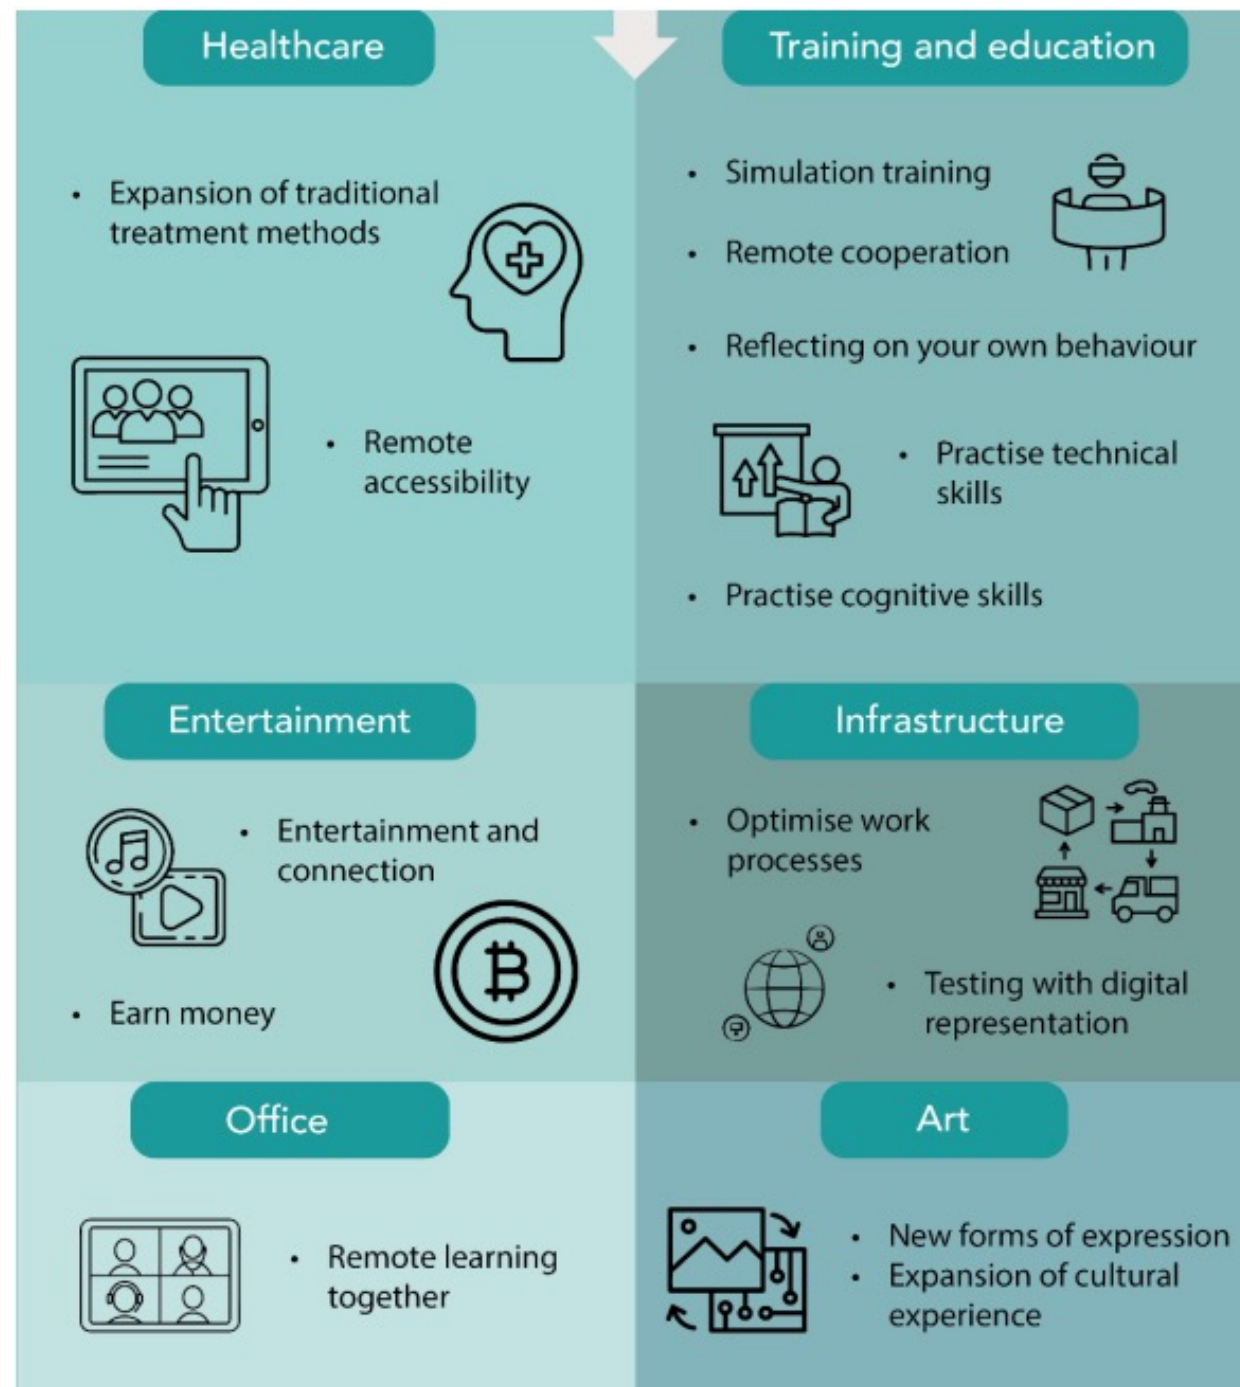 Healthcare
• Expansion of traditional
treatment methods
• Remote
accessibility
Training and education
• Simulation training
• Remote cooperation
• Reflecting on your own behaviour
• Practise technical
skills
• Practise cognitive skills
Entertainment
• Entertainment and
connection
• Earn money
Infrastructure
• Optimise work
processes
• Testing with digital
representation
Office
• Remote learning
together
Art
• New forms of expression
• Expansion of cultural
experience